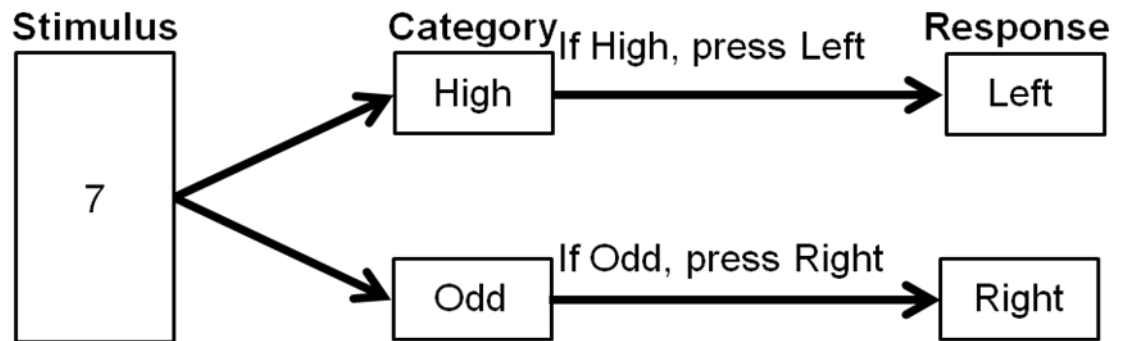 Stimulus
Category
Response
If High, press Left
High
Left
7
If Odd, press Right
Odd
Right